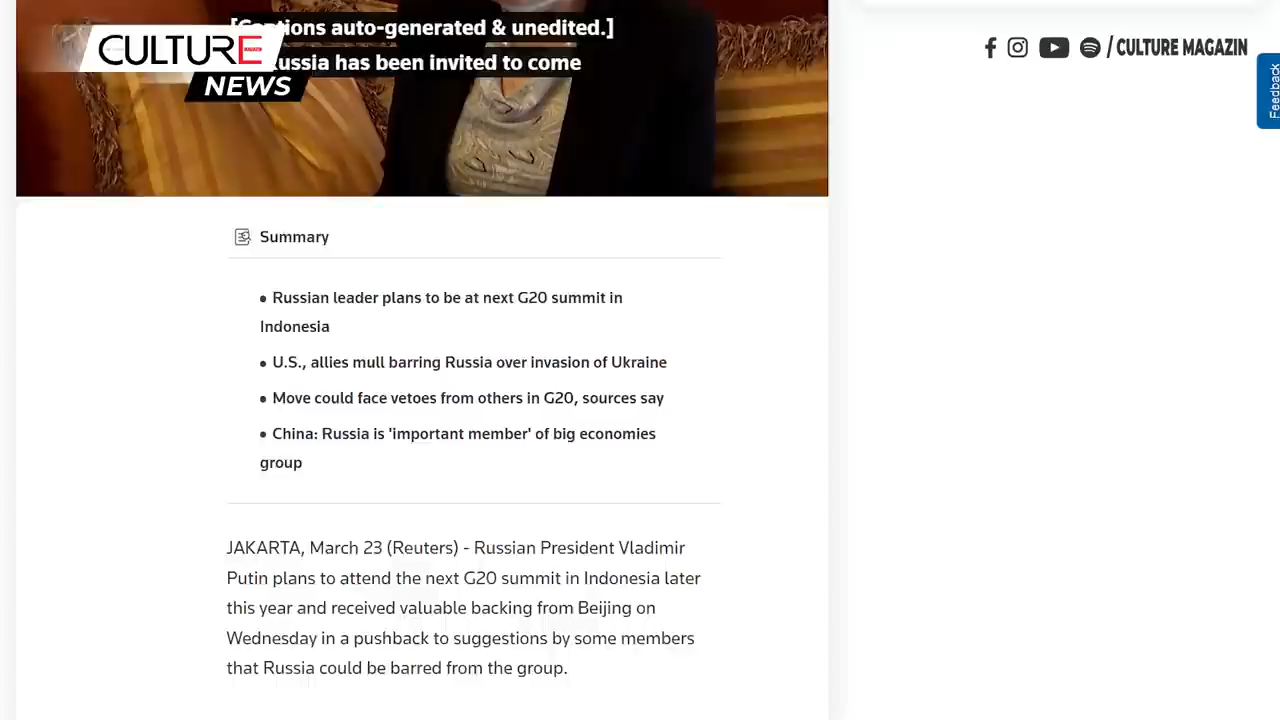 [Captions auto-generated & unedited.]
Russia has been invited to come
CULTURE
NEWS
/ CULTURE MAGAZIN
Feedback
Summary
• Russian leader plans to be at next G20 summit in
Indonesia
• U.S., allies mull barring Russia over invasion of Ukraine
• Move could face vetoes from others in G20, sources say
• China: Russia is 'important member' of big economies
group
JAKARTA, March 23 (Reuters) - Russian President Vladimir
Putin plans to attend the next G20 summit in Indonesia later
this year and received valuable backing from Beijing on
Wednesday in a pushback to suggestions by some members
that Russia could be barred from the group.